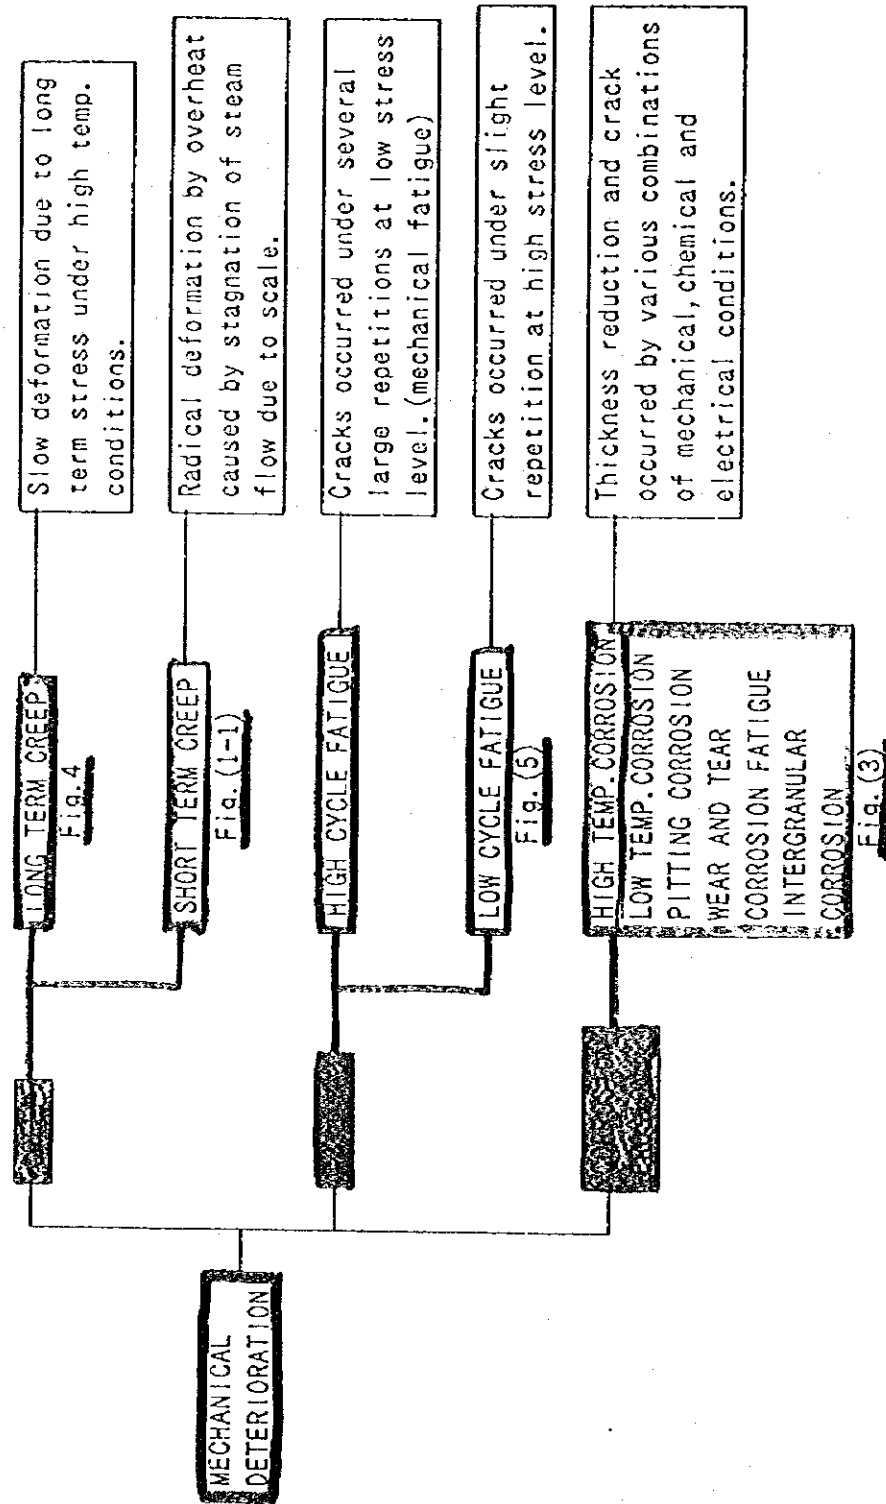 MECHANICAL
DETERIORATION
LONG TERM CREEP
Fig.4
Slow deformation due to long
term stress under high temp.
conditions.
SHORT TERM CREEP
Fig.(1-1)
Radical deformation by overheat
caused by stagnation of steam
flow due to scale.
HIGH CYCLE FATIGUE
Cracks occurred under several
large repetitions at low stress
level.(mechanical fatigue)
LOW CYCLE FATIGUE
Fig.(5)
Cracks occurred under slight
repetition at high stress level.
HIGH TEMP.CORROSION
LOW TEMP.CORROSION
PITTING CORROSION
WEAR AND TEAR
CORROSION FATIGUE
INTERGRANULAR
CORROSION
Fig.(3)
Thickness reduction and crack
occurred by various combinations
of mechanical,chemical and
electrical conditions.